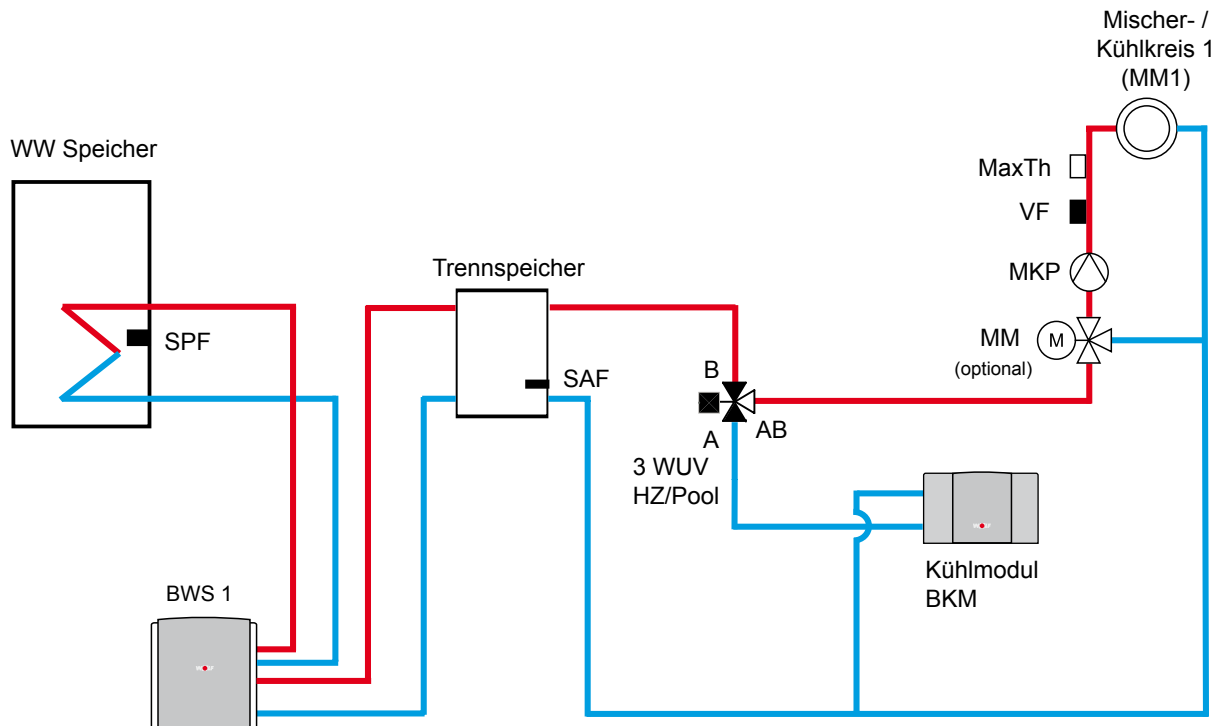 Mischer- /
Kühlkreis 1
(MM1)
WW Speicher
MaxTh
VF
Trennspeicher
MKP
SPF
MM
M
(optional)
SAF
B
A
AB
3 WUV
HZ/Pool
Kühlmodul
BKM
BWS 1